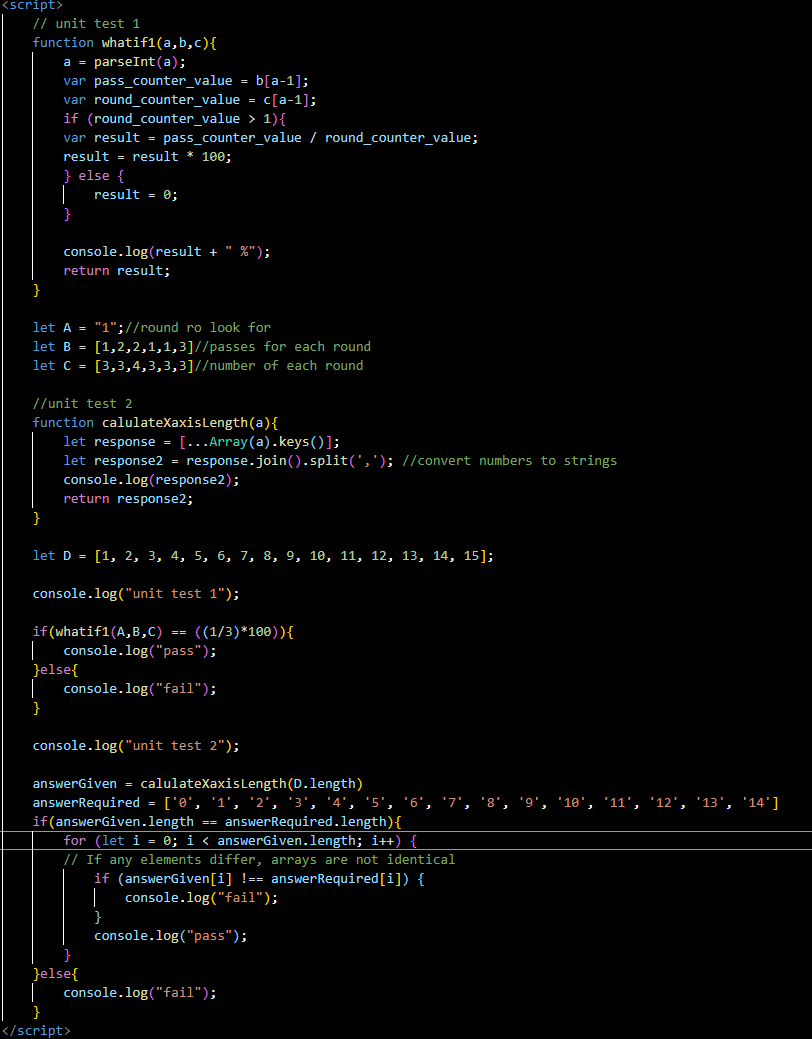 <script>
// unit test 1
function whatif1(a,b,c){
a = parseInt(a);
var pass_counter_value = b[a-1];
var round_counter_value = c[a-1];
if (round_counter_value > 1){
var result = pass_counter_value / round_counter_value;
result = result * 100;
} else {
result = 0;
}
console.log(result + " %");
return result;
}
let A = "1";//round ro look for
let B = [1,2,2,1,1,3]//passes for each round
let C = [3,3,4,3,3,3]//number of each round
//unit test 2
function calulateXaxisLength(a){
let response = [...Array(a).keys()];
let response2 = response.join().split(','); //convert numbers to strings
console.log(response2);
return response2;
}
let D = [1, 2, 3, 4, 5, 6, 7, 8, 9, 10, 11, 12, 13, 14, 15];
console.log("unit test 1");
if(whatif1(A,B,C) == ((1/3)*100)){
console.log("pass");
}else{
console.log("fail");
}
console.log("unit test 2");
answerGiven = calulateXaxisLength(D.length)
answerRequired = ['0', '1', '2', '3', '4', '5', '6', '7', '8', '9', '10', '11', '12', '13', '14']
if(answerGiven.length == answerRequired.length){
for (let i = 0; i < answerGiven.length; i++) {
// If any elements differ, arrays are not identical
if (answerGiven[i] !== answerRequired[i]) {
console.log("fail");
}
console.log("pass");
}
}else{
console.log("fail");
}
</script>